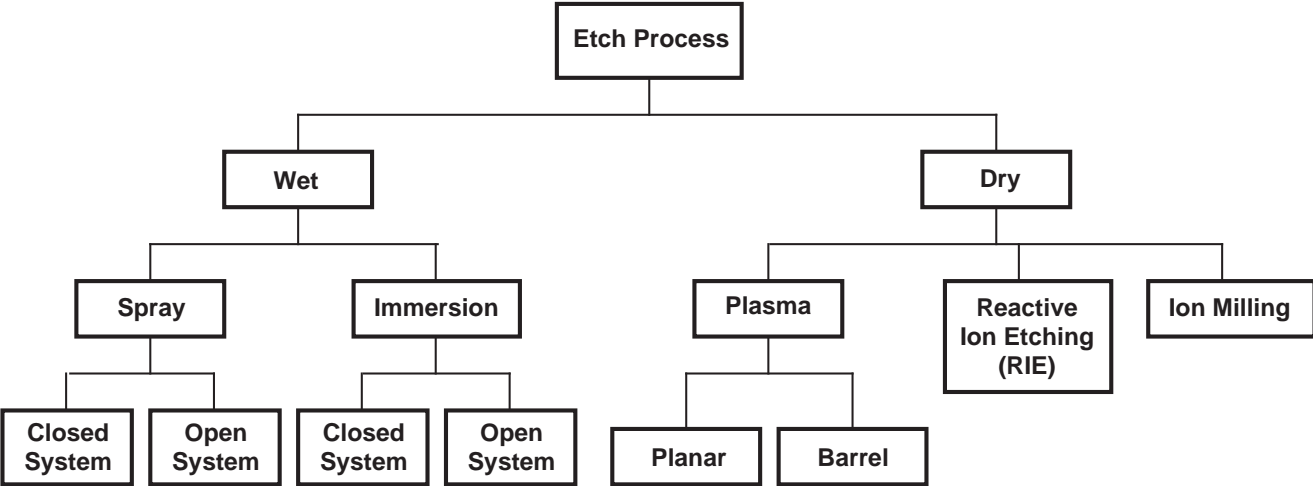 Etch Process
Wet
Dry
Spray
Immersion
Plasma
Reactive
Ion Etching
(RIE)
Ion Milling
Closed
System
Open
System
Closed
System
Open
System
Planar
Barrel